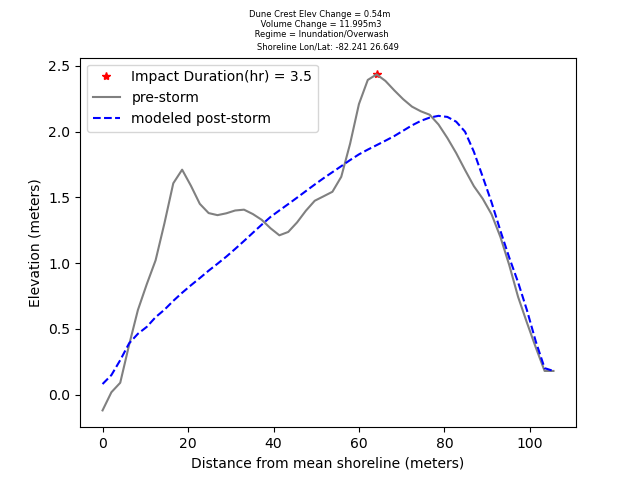 Dune Crest Elev Change = 0.54m
Volume Change = 11.995m3
Regime = Inundation/Overwash
Shoreline Lon/Lat: -82.241 26.649
Impact Duration(hr) = 3.5
pre-storm
modeled post-storm
2.5
2.0
1.5
1.0
0.5
0.0
Elevation (meters)
0 20 40 60 80 100
Distance from mean shoreline (meters)